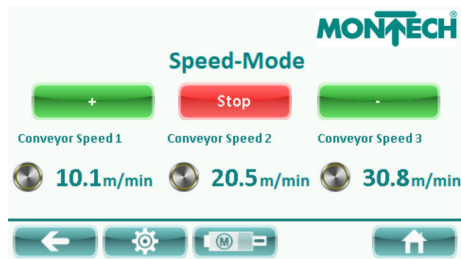 MONTECH®
Speed-Mode
+ Stop -
Conveyor Speed 1 Conveyor Speed 2 Conveyor Speed 3
10.1m/min 20.5m/min 30.8m/min
M